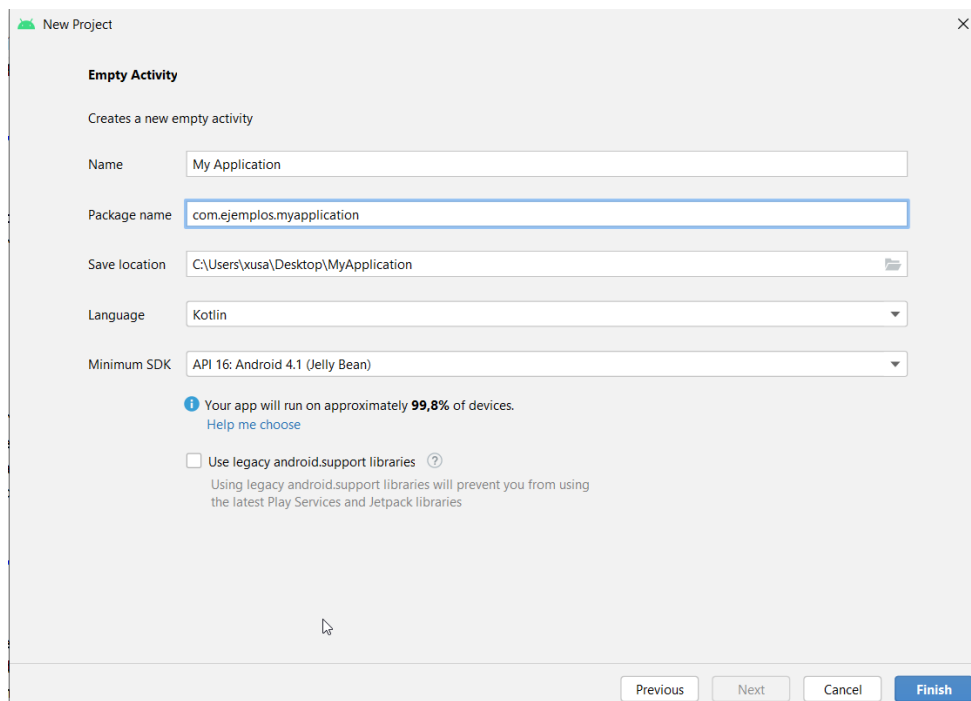 New Project
Empty Activity
Creates a new empty activity
Name My Application
Package name com.ejemplos.myapplication
Save location C:\Users\xusa\Desktop\MyApplication
Language Kotlin
Minimum SDK API 16: Android 4.1 (Jelly Bean)
Your app will run on approximately 99,8% of devices.
Help me choose
Use legacy android.support libraries ?
Using legacy android.support libraries will prevent you from using
the latest Play Services and Jetpack libraries
Previous Next Cancel Finish